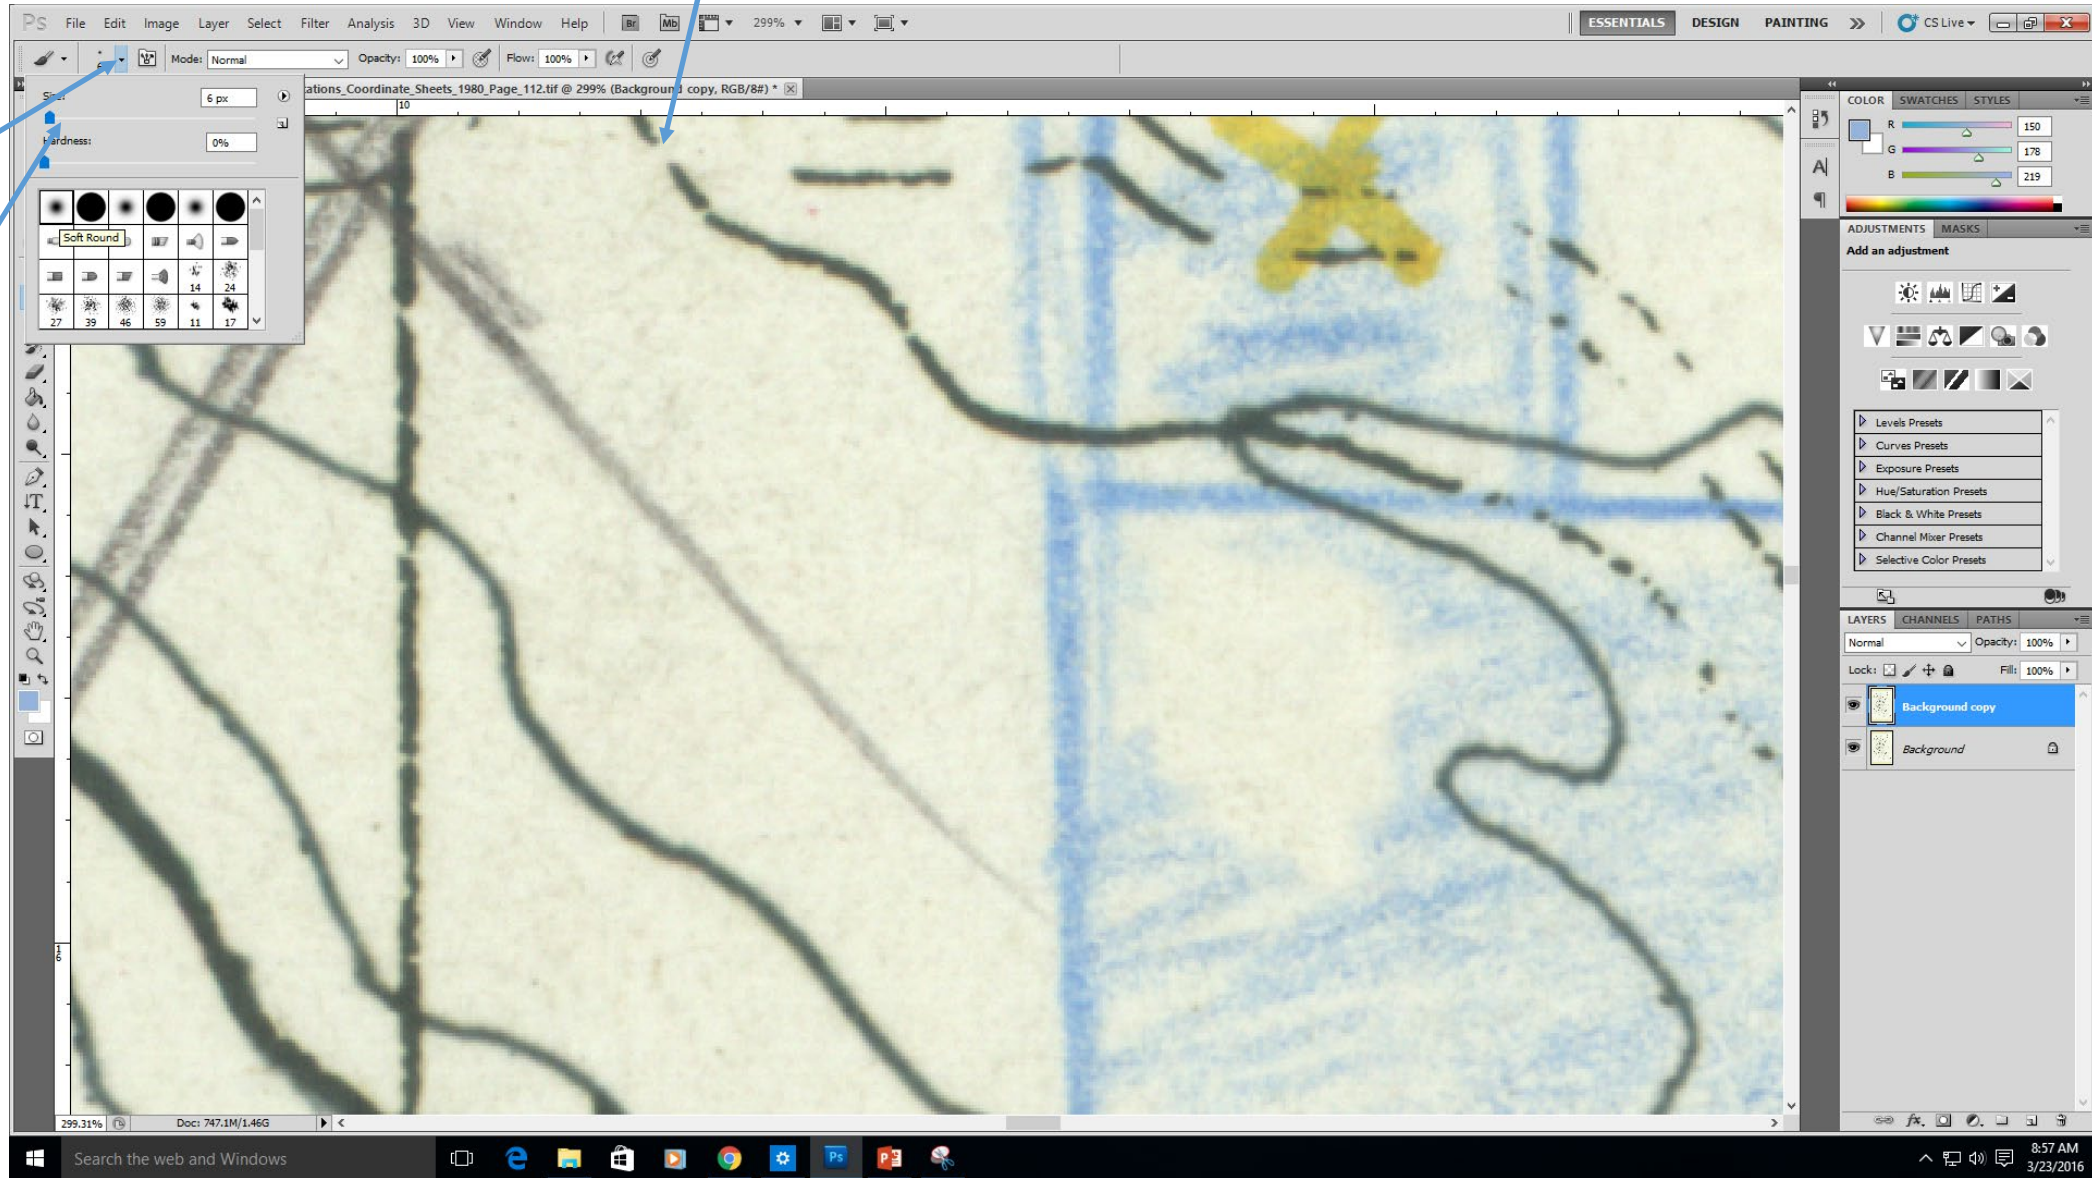 Ps File Edit Image Layer Select Filter Analysis 3D View Window Help Br Mb 299% ESSENTIALS DESIGN PAINTING CS Live
Mode: Normal Opacity: 100% Flow: 100%
ations_Coordinate_Sheets_1980_Page_112.tif @ 299% (Background copy, RGB/8#) *
Size: 6 px
Hardness: 0%
Soft Round
14 24
27 39 46 59 11 17
10
1
6
COLOR SWATCHES STYLES
R 150
G 178
B 219
ADJUSTMENTS MASKS
Add an adjustment
Levels Presets
Curves Presets
Exposure Presets
Hue/Saturation Presets
Black & White Presets
Channel Mixer Presets
Selective Color Presets
LAYERS CHANNELS PATHS
Normal Opacity: 100%
Lock: Fill: 100%
Background copy
Background
fx.
299.31% Doc: 747.1M/1.46G
Search the web and Windows
Ps
8:57 AM
3/23/2016